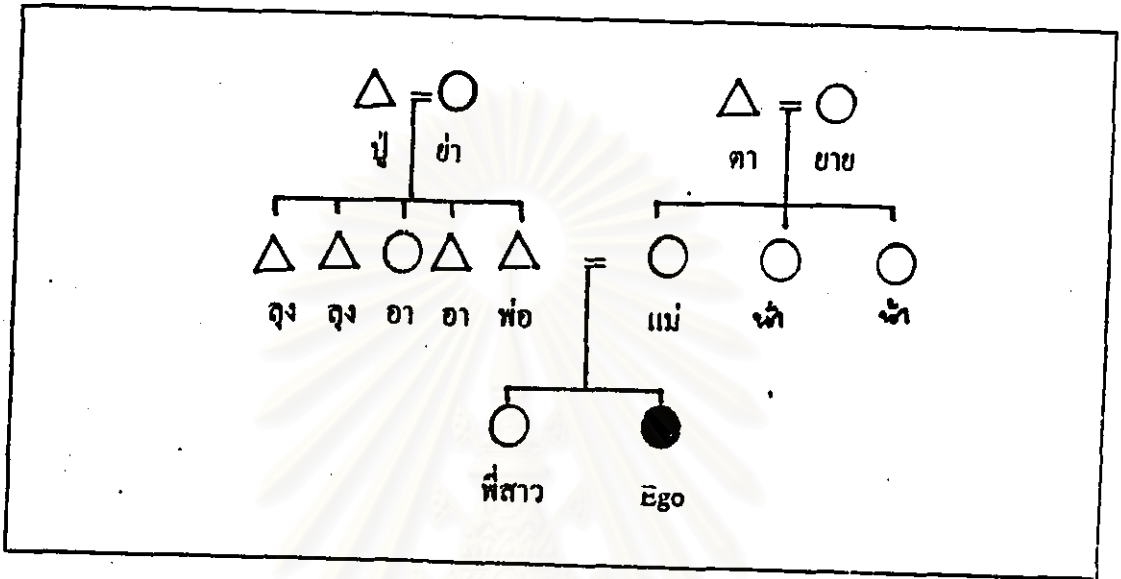 ปู่ ย่า ตา ยาย
ลุง ลุง อา อา พ่อ แม่ น้า น้า
พี่สาว Ego